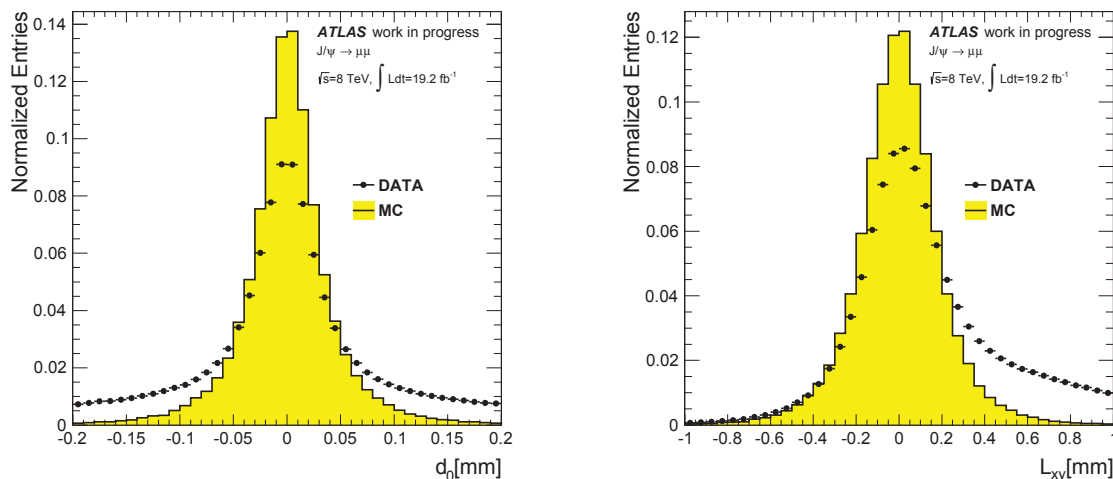 Normalized Entries
0.14
0.12
0.1
0.08
0.06
0.04
0.02
0
ATLAS work in progress
J/ψ → μμ
√s=8 TeV, ∫ Ldt=19.2 fb⁻¹
DATA
MC
-0.2 -0.15 -0.1 -0.05 0 0.05 0.1 0.15 0.2
d₀[mm]
Normalized Entries
0.12
0.1
0.08
0.06
0.04
0.02
0
ATLAS work in progress
J/ψ → μμ
√s=8 TeV, ∫ Ldt=19.2 fb⁻¹
DATA
MC
-1 -0.8 -0.6 -0.4 -0.2 0 0.2 0.4 0.6 0.8 1
Lxy[mm]